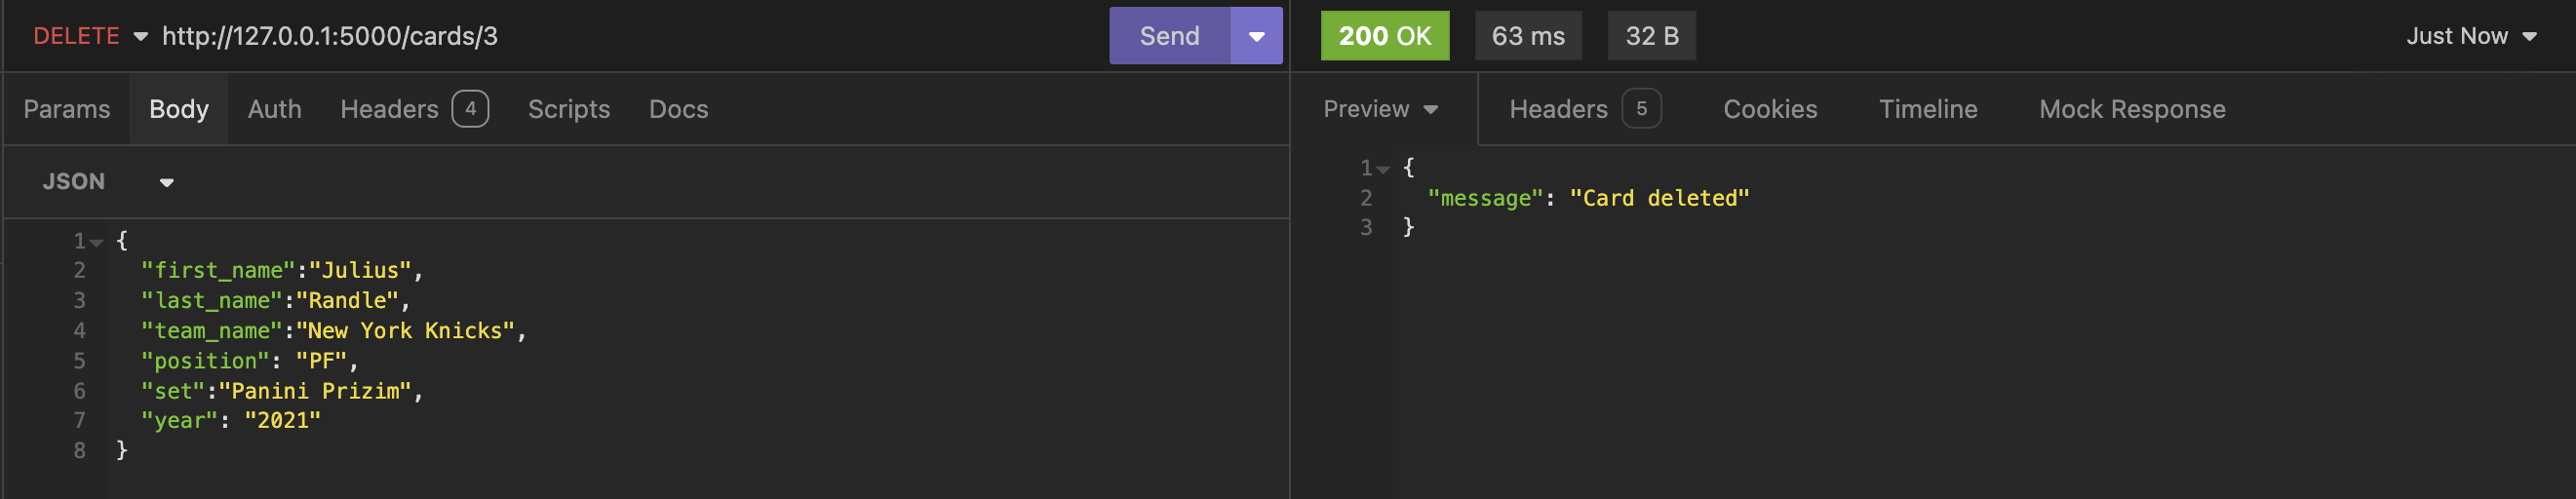 DELETE http://127.0.0.1:5000/cards/3 Send
Params Body Auth Headers 4 Scripts Docs
JSON
1 {
2 "first_name":"Julius",
3 "last_name":"Randle",
4 "team_name":"New York Knicks",
5 "position": "PF",
6 "set":"Panini Prizim",
7 "year": "2021"
8 }
200 OK 63 ms 32 B Just Now
Preview Headers 5 Cookies Timeline Mock Response
1 {
2 "message": "Card deleted"
3 }